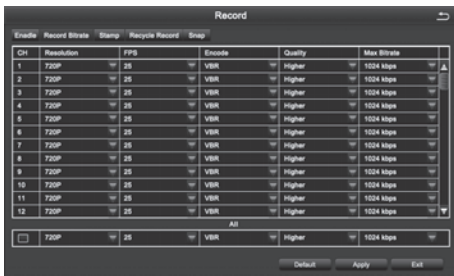 Record
Enadle Record Bitrate Stamp Recycle Record Snap
CH Resolution FPS Encode Quality Max Bitrate
1 720P 25 VBR Higher 1024 kbps
2 720P 25 VBR Higher 1024 kbps
3 720P 25 VBR Higher 1024 kbps
4 720P 25 VBR Higher 1024 kbps
5 720P 25 VBR Higher 1024 kbps
6 720P 25 VBR Higher 1024 kbps
7 720P 25 VBR Higher 1024 kbps
8 720P 25 VBR Higher 1024 kbps
9 720P 25 VBR Higher 1024 kbps
10 720P 25 VBR Higher 1024 kbps
11 720P 25 VBR Higher 1024 kbps
12 720P 25 VBR Higher 1024 kbps
All
720P 25 VBR Higher 1024 kbps
Default Apply Exit